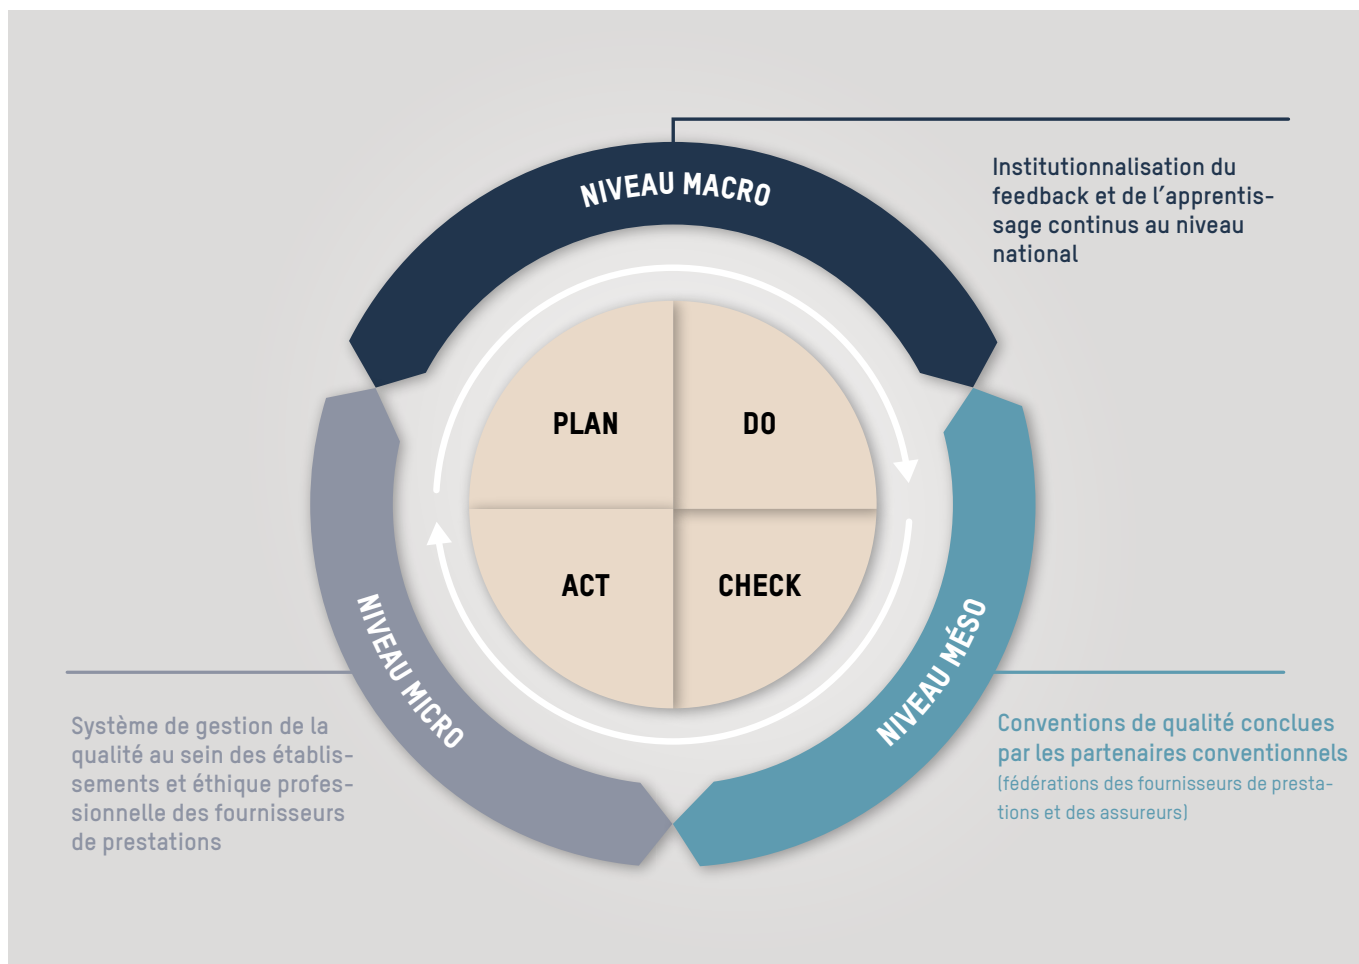 NIVEAU MACRO
Institutionnalisation du
feedback et de l’apprentis-
sage continus au niveau
national
PLAN
DO
ACT
CHECK
NIVEAU MICRO
NIVEAU MÉSO
Système de gestion de la
qualité au sein des établis-
sements et éthique profes-
sionnelle des fournisseurs
de prestations
Conventions de qualité conclues
par les partenaires conventionnels
(fédérations des fournisseurs de presta-
tions et des assureurs)